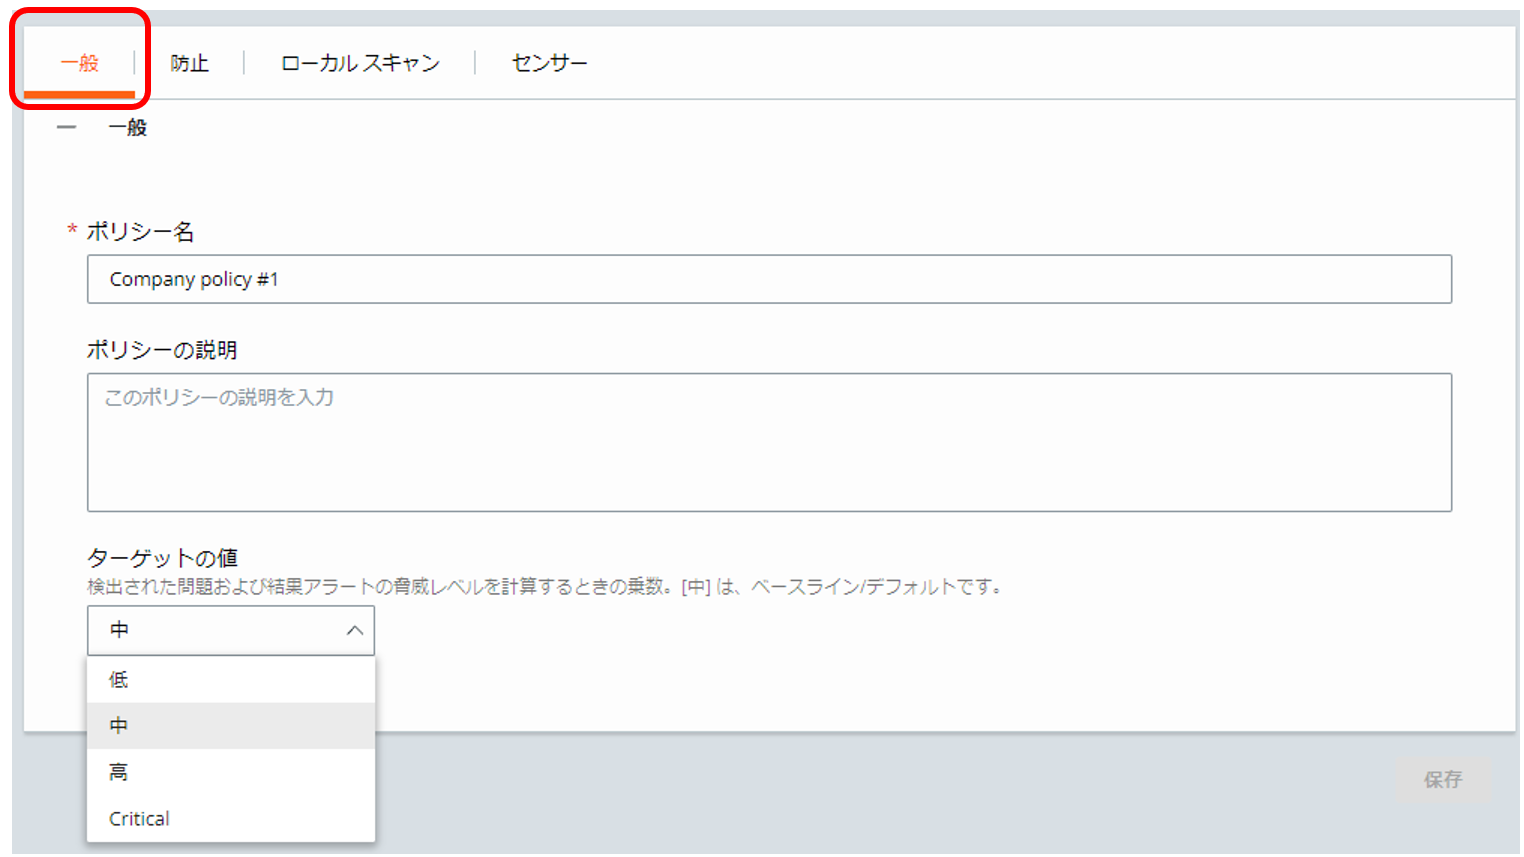 一般 防止 ローカル スキャン センサー
一般
* ポリシー名
Company policy #1
ポリシーの説明
このポリシーの説明を入力
ターゲットの値
検出された問題および結果アラートの脅威レベルを計算するときの乗数。[中] は、ベースライン/デフォルトです。
中
低
中
高
Critical
保存